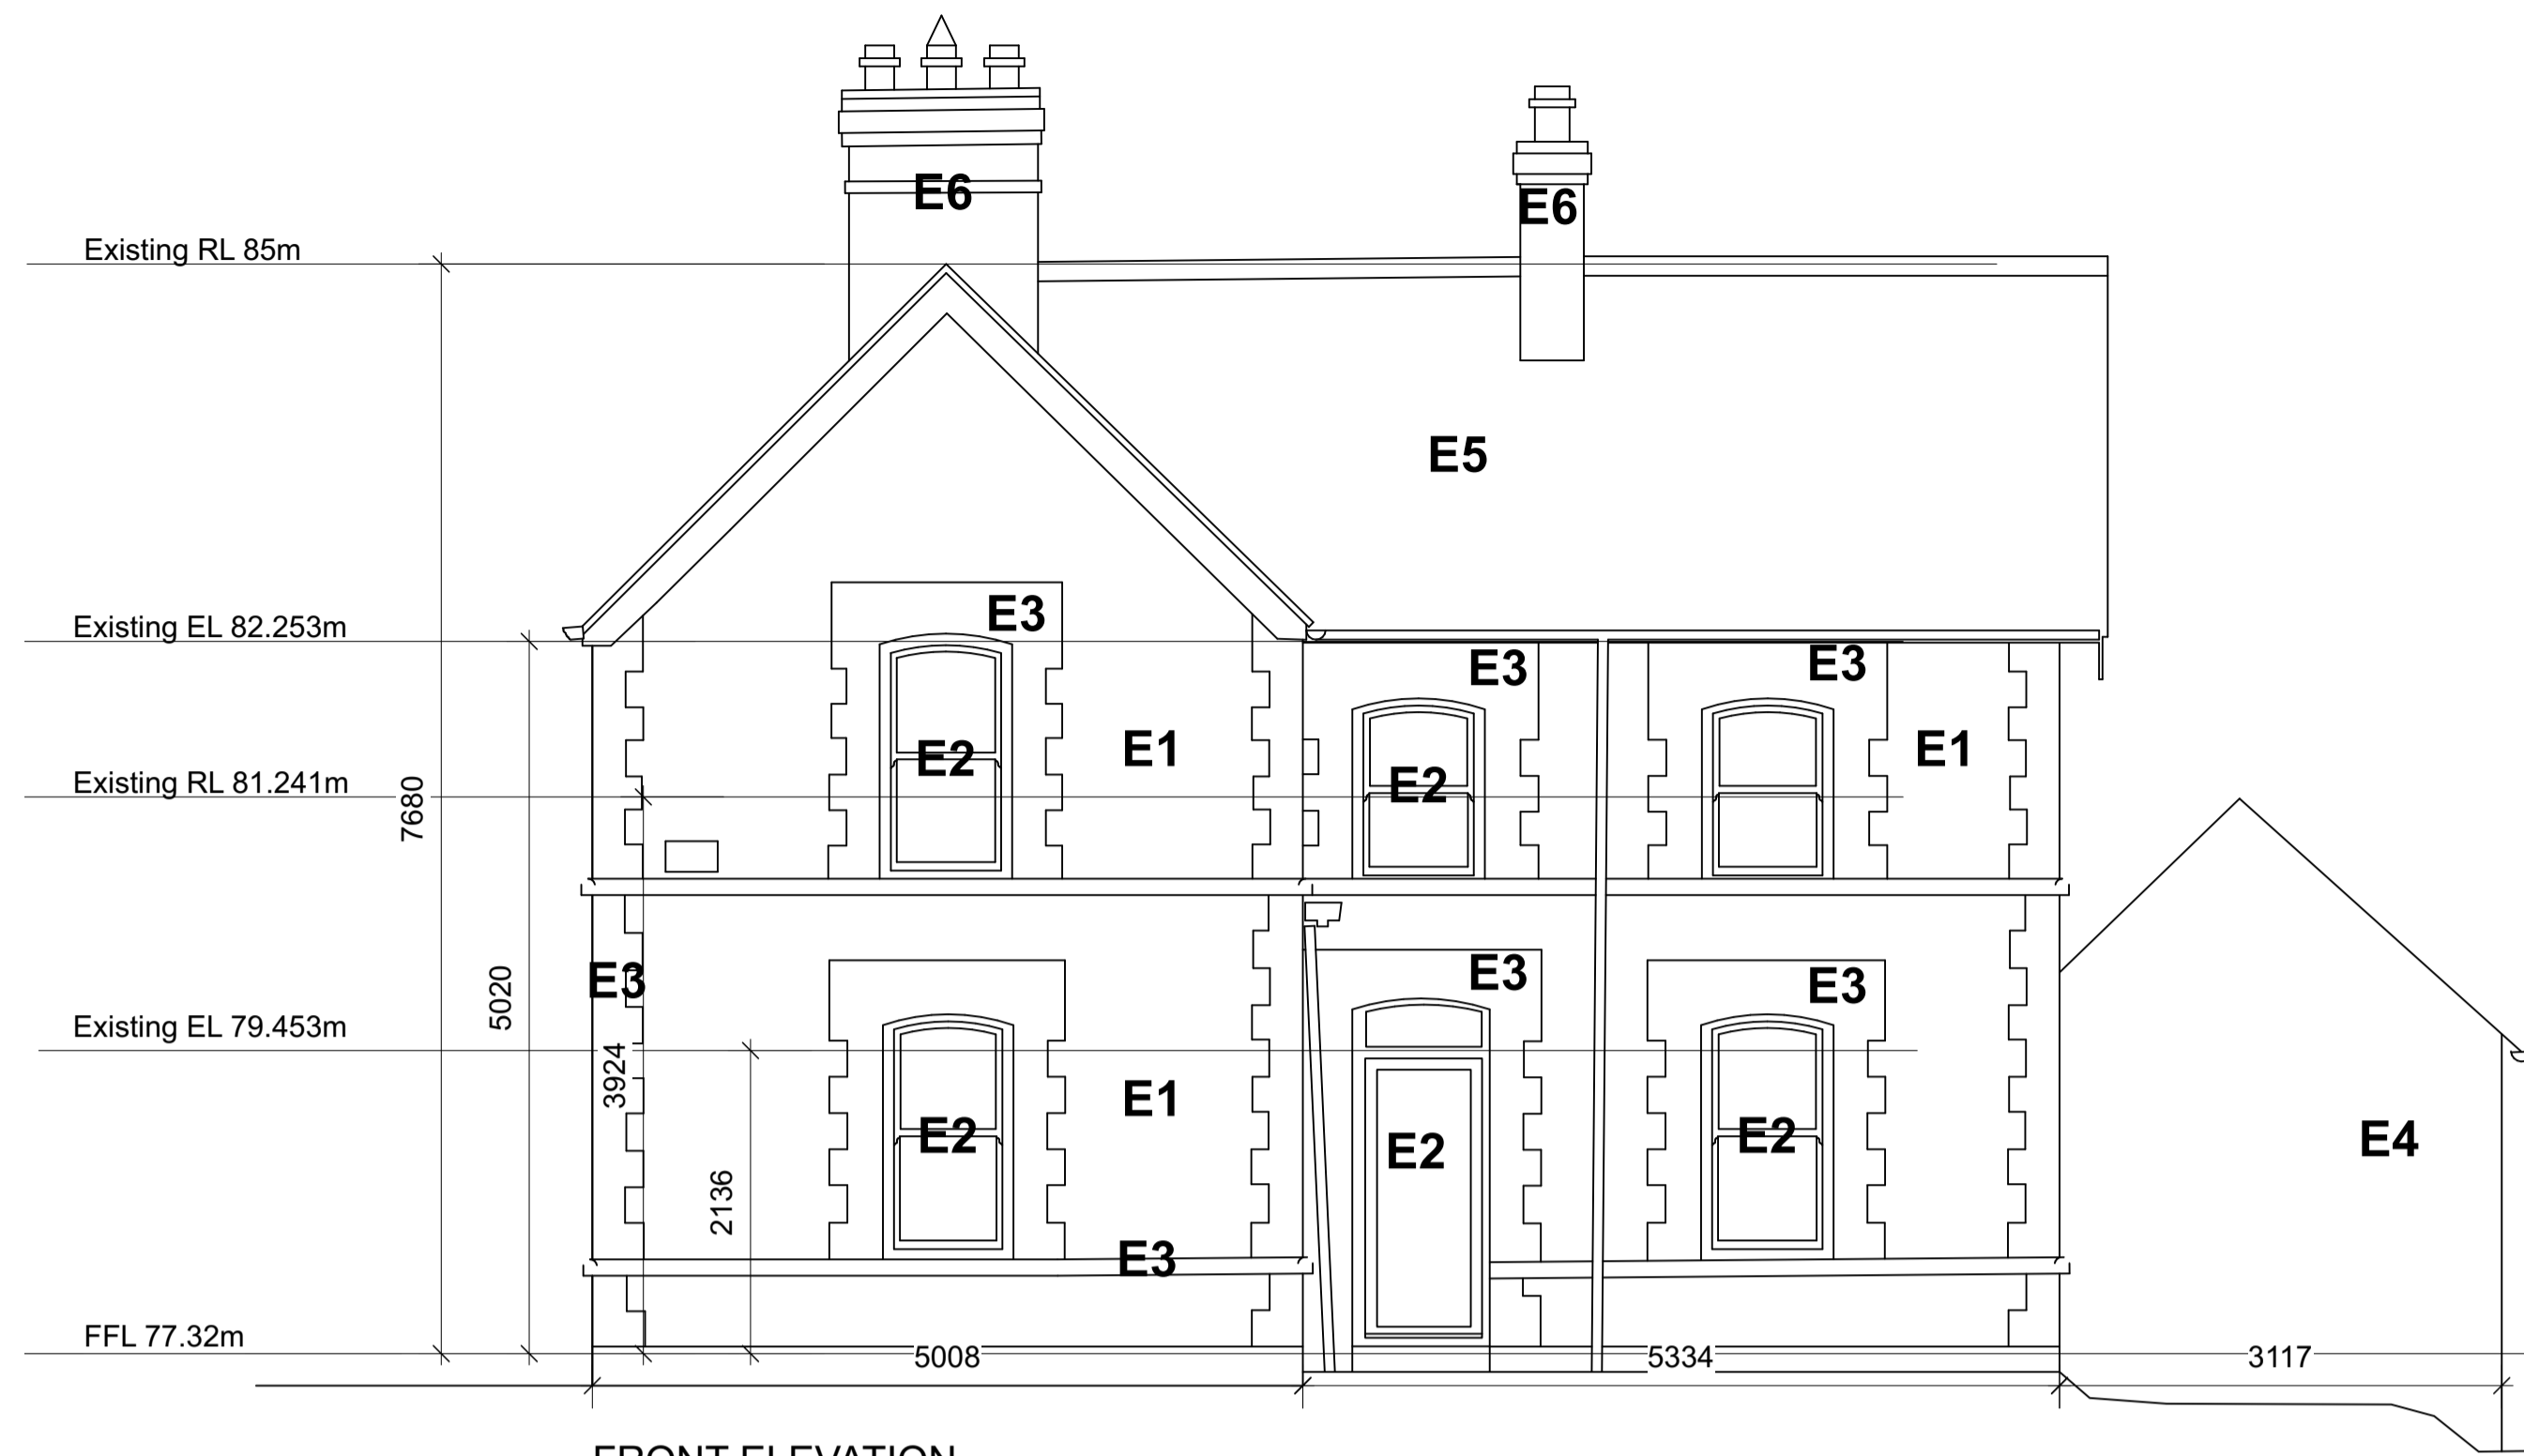 E6
E6
Existing RL 85m
E5
Existing EL 82.253m
E3
E3
E3
E2
E1
E2
E1
Existing RL 81.241m
7680
E3
E3
E3
5020
Existing EL 79.453m
3924
E1
E2
E2
E2
E4
2136
E3
FFL 77.32m
5008
5334
3117
FRONT ELEVATION